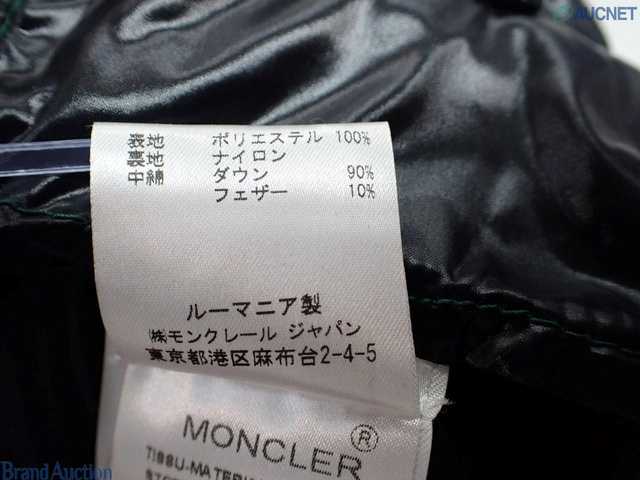 AUCNET
表地 ポリエステル 100%
裏地 ナイロン
中綿 ダウン 90%
フェザー 10%
ルーマニア製
㈱モンクレール ジャパン
東京都港区麻布台2-4-5
MONCLER®
TISSU-MATERI
Brand Auction